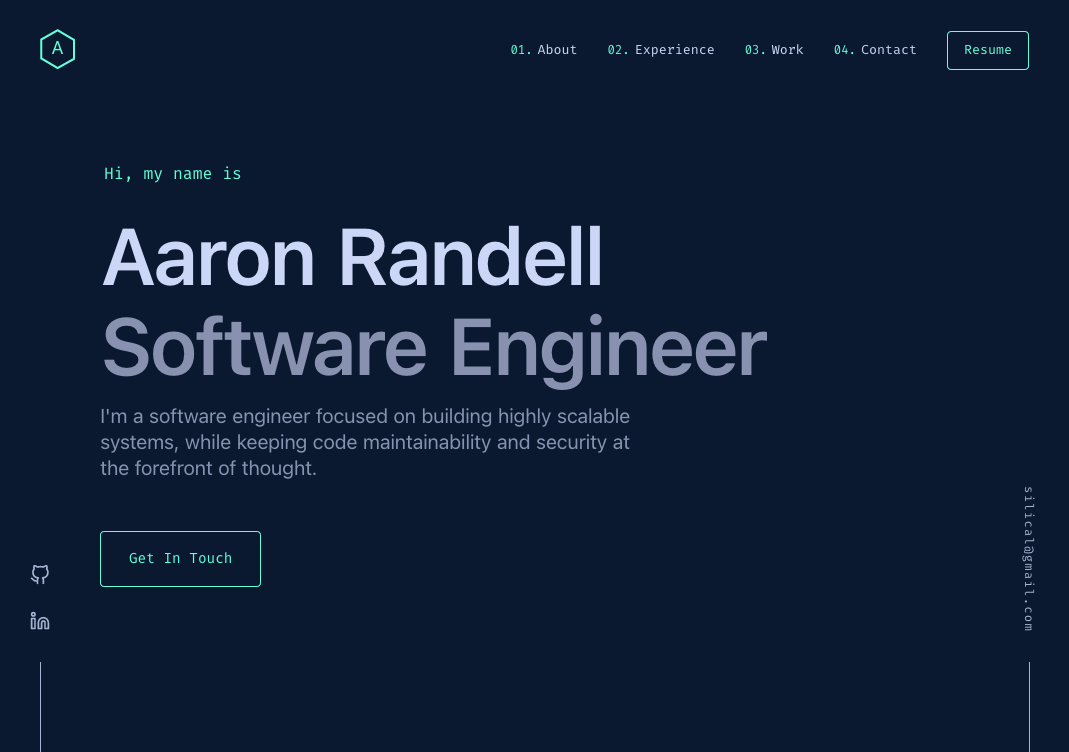 A
01. About 02. Experience 03. Work 04. Contact Resume
Hi, my name is
Aaron Randell
Software Engineer
I'm a software engineer focused on building highly scalable
systems, while keeping code maintainability and security at
the forefront of thought.
Get In Touch
silical@gmail.com